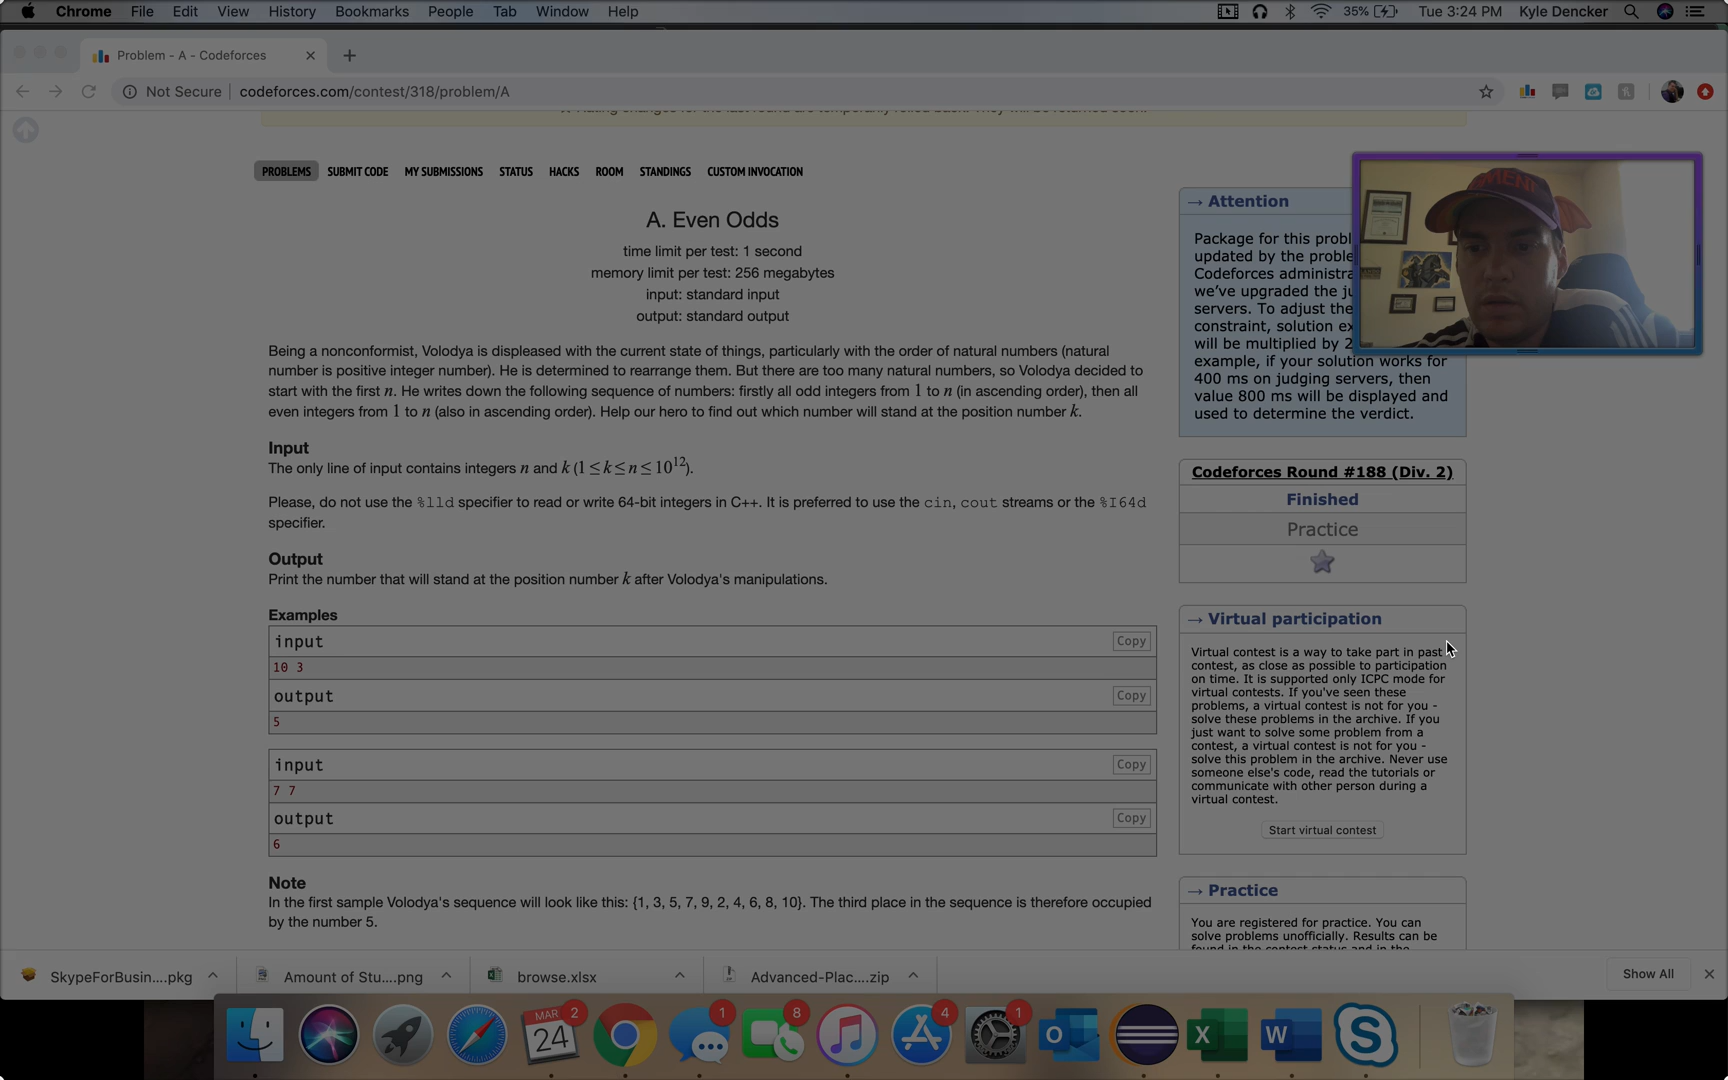 Chrome File Edit View History Bookmarks People Tab Window Help 35% Tue 3:24 PM Kyle Dencker
Problem - A - Codeforces
Not Secure codeforces.com/contest/318/problem/A
PROBLEMS SUBMIT CODE MY SUBMISSIONS STATUS HACKS ROOM STANDINGS CUSTOM INVOCATION
A. Even Odds
time limit per test: 1 second
memory limit per test: 256 megabytes
input: standard input
output: standard output
Being a nonconformist, Volodya is displeased with the current state of things, particularly with the order of natural numbers (natural
number is positive integer number). He is determined to rearrange them. But there are too many natural numbers, so Volodya decided to
start with the first n. He writes down the following sequence of numbers: firstly all odd integers from 1 to n (in ascending order), then all
even integers from 1 to n (also in ascending order). Help our hero to find out which number will stand at the position number k.
Input
The only line of input contains integers n and k (1 ≤ k ≤ n ≤ 10^12).
Please, do not use the %lld specifier to read or write 64-bit integers in C++. It is preferred to use the cin, cout streams or the %I64d
specifier.
Output
Print the number that will stand at the position number k after Volodya's manipulations.
Examples
input Copy
10 3
output Copy
5
input Copy
7 7
output Copy
6
Note
In the first sample Volodya's sequence will look like this: {1, 3, 5, 7, 9, 2, 4, 6, 8, 10}. The third place in the sequence is therefore occupied
by the number 5.
→ Attention
Package for this
updated by the
Codeforces
we've upgraded the
servers. To adjust the
constraint, solution
will be multiplied by
example, if your solution works for
400 ms on judging servers, then
value 800 ms will be displayed and
used to determine the verdict.
Codeforces Round #188 (Div. 2)
Finished
Practice
→ Virtual participation
Virtual contest is a way to take part in past
contest, as close as possible to participation
on time. It is supported only ICPC mode for
virtual contests. If you've seen these
problems, a virtual contest is not for you -
solve these problems in the archive. If you
just want to solve some problem from a
contest, a virtual contest is not for you -
solve this problem in the archive. Never use
someone else's code, read the tutorials or
communicate with other person during a
virtual contest.
Start virtual contest
→ Practice
You are registered for practice. You can
solve problems unofficially. Results can be
found in the contest status and in the
SkypeForBusin....pkg Amount of Stu....png browse.xlsx Advanced-Plac....zip Show All
MAR 24 2 1 8 4 1